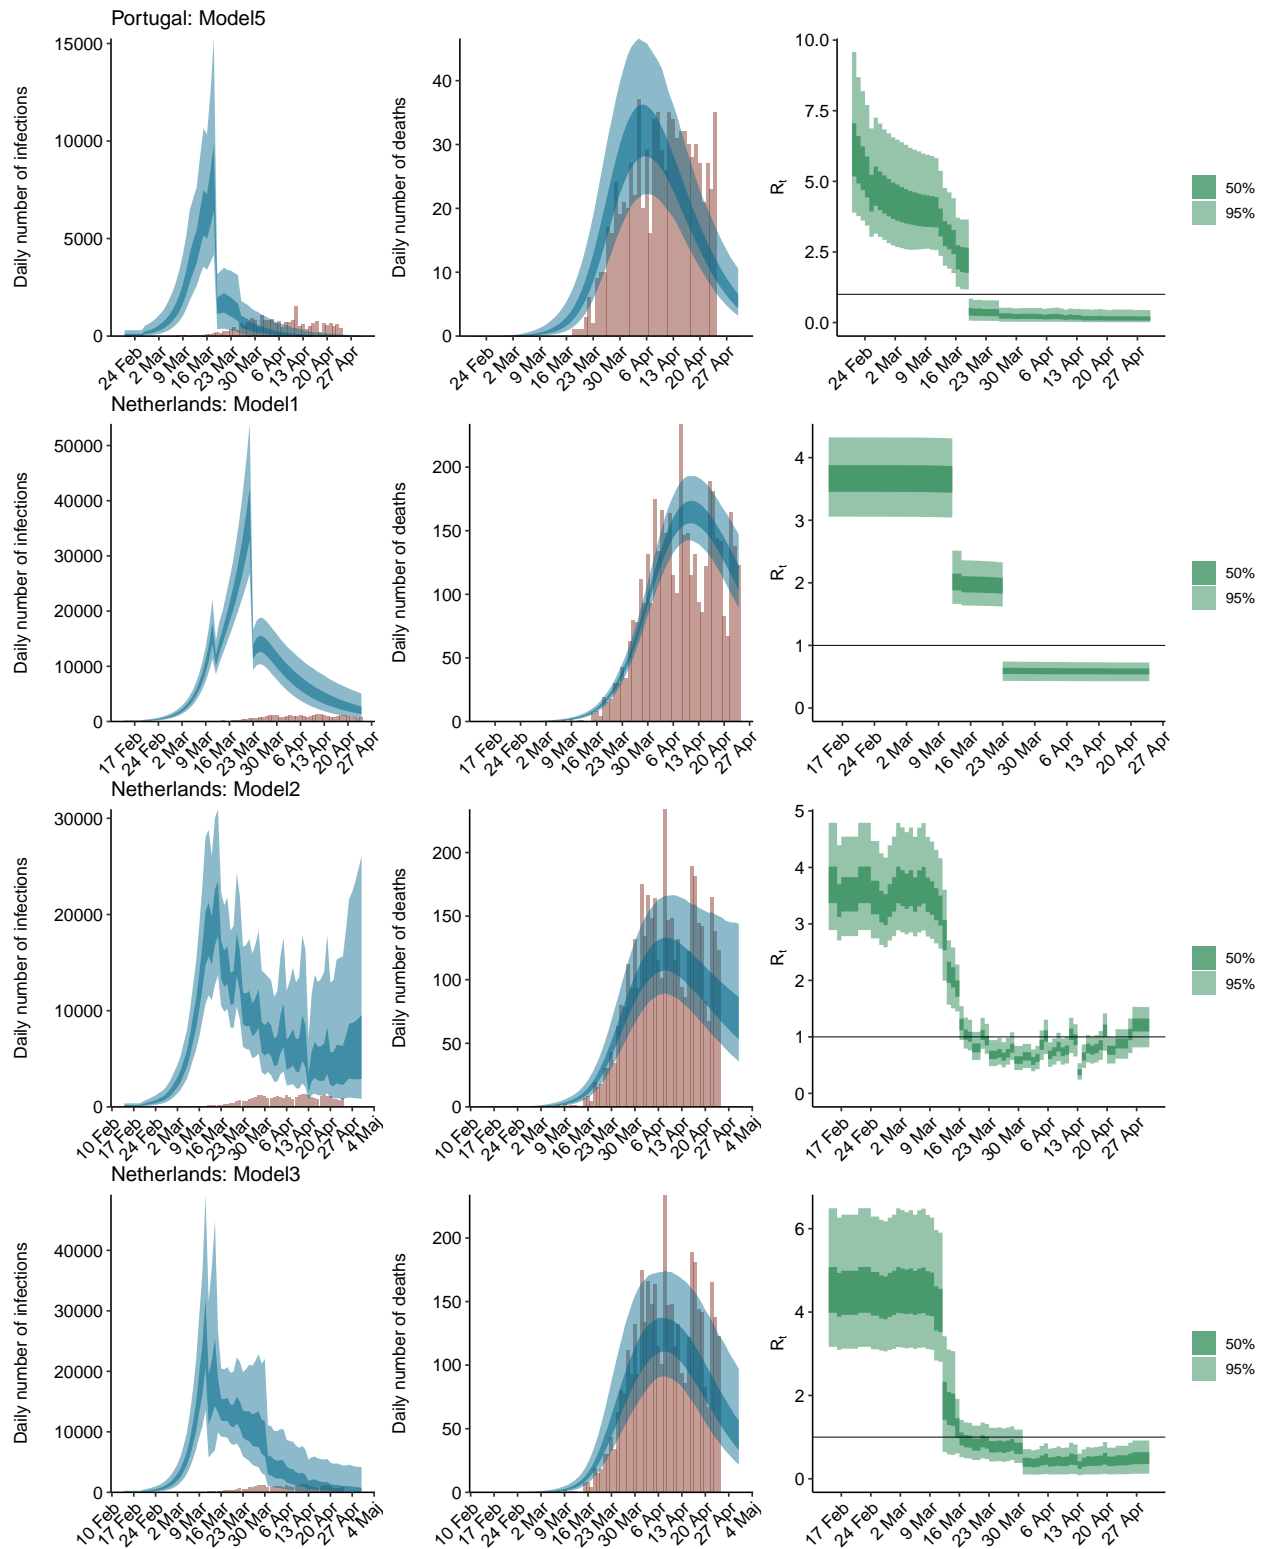 Portugal: Model5
Daily number of infections
15000
10000
5000
0
24 Feb
2 Mar
9 Mar
16 Mar
23 Mar
30 Mar
6 Apr
13 Apr
20 Apr
27 Apr
Daily number of deaths
40
30
20
10
0
24 Feb
2 Mar
9 Mar
16 Mar
23 Mar
30 Mar
6 Apr
13 Apr
20 Apr
27 Apr
Rt
10.0
7.5
5.0
2.5
0.0
24 Feb
2 Mar
9 Mar
16 Mar
23 Mar
30 Mar
6 Apr
13 Apr
20 Apr
27 Apr
50%
95%
Netherlands: Model1
Daily number of infections
50000
40000
30000
20000
10000
0
17 Feb
24 Feb
2 Mar
9 Mar
16 Mar
23 Mar
30 Mar
6 Apr
13 Apr
20 Apr
27 Apr
Daily number of deaths
200
150
100
50
0
17 Feb
24 Feb
2 Mar
9 Mar
16 Mar
23 Mar
30 Mar
6 Apr
13 Apr
20 Apr
27 Apr
Rt
4
3
2
1
0
17 Feb
24 Feb
2 Mar
9 Mar
16 Mar
23 Mar
30 Mar
6 Apr
13 Apr
20 Apr
27 Apr
50%
95%
Netherlands: Model2
Daily number of infections
30000
20000
10000
0
10 Feb
17 Feb
24 Feb
2 Mar
9 Mar
16 Mar
23 Mar
30 Mar
6 Apr
13 Apr
20 Apr
27 Apr
4 Maj
Daily number of deaths
200
150
100
50
0
10 Feb
17 Feb
24 Feb
2 Mar
9 Mar
16 Mar
23 Mar
30 Mar
6 Apr
13 Apr
20 Apr
27 Apr
4 Maj
Rt
5
4
3
2
1
0
17 Feb
24 Feb
2 Mar
9 Mar
16 Mar
23 Mar
30 Mar
6 Apr
13 Apr
20 Apr
27 Apr
50%
95%
Netherlands: Model3
Daily number of infections
40000
30000
20000
10000
0
10 Feb
17 Feb
24 Feb
2 Mar
9 Mar
16 Mar
23 Mar
30 Mar
6 Apr
13 Apr
20 Apr
27 Apr
4 Maj
Daily number of deaths
200
150
100
50
0
10 Feb
17 Feb
24 Feb
2 Mar
9 Mar
16 Mar
23 Mar
30 Mar
6 Apr
13 Apr
20 Apr
27 Apr
4 Maj
Rt
6
4
2
0
17 Feb
24 Feb
2 Mar
9 Mar
16 Mar
23 Mar
30 Mar
6 Apr
13 Apr
20 Apr
27 Apr
50%
95%